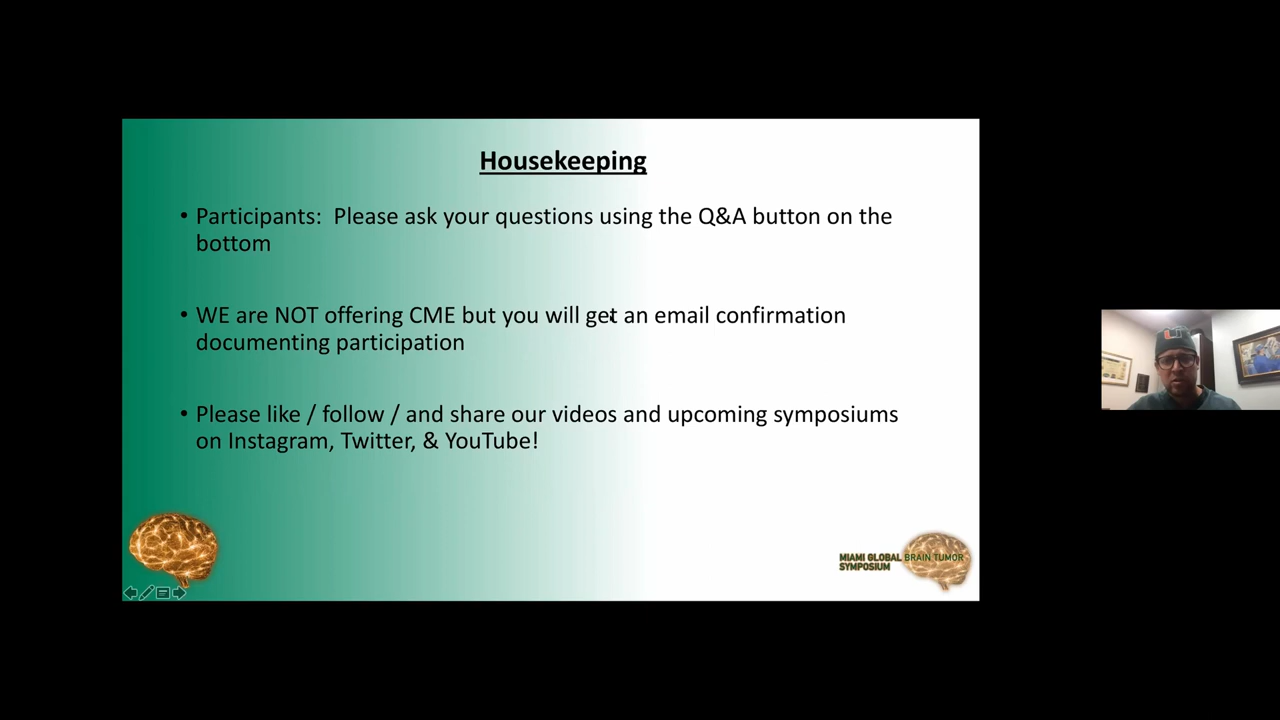 Housekeeping
• Participants:  Please ask your questions using the Q&A button on the
bottom
• WE are NOT offering CME but you will get an email confirmation
documenting participation
• Please like / follow / and share our videos and upcoming symposiums
on Instagram, Twitter, & YouTube!
MIAMI GLOBAL BRAIN TUMOR
SYMPOSIUM